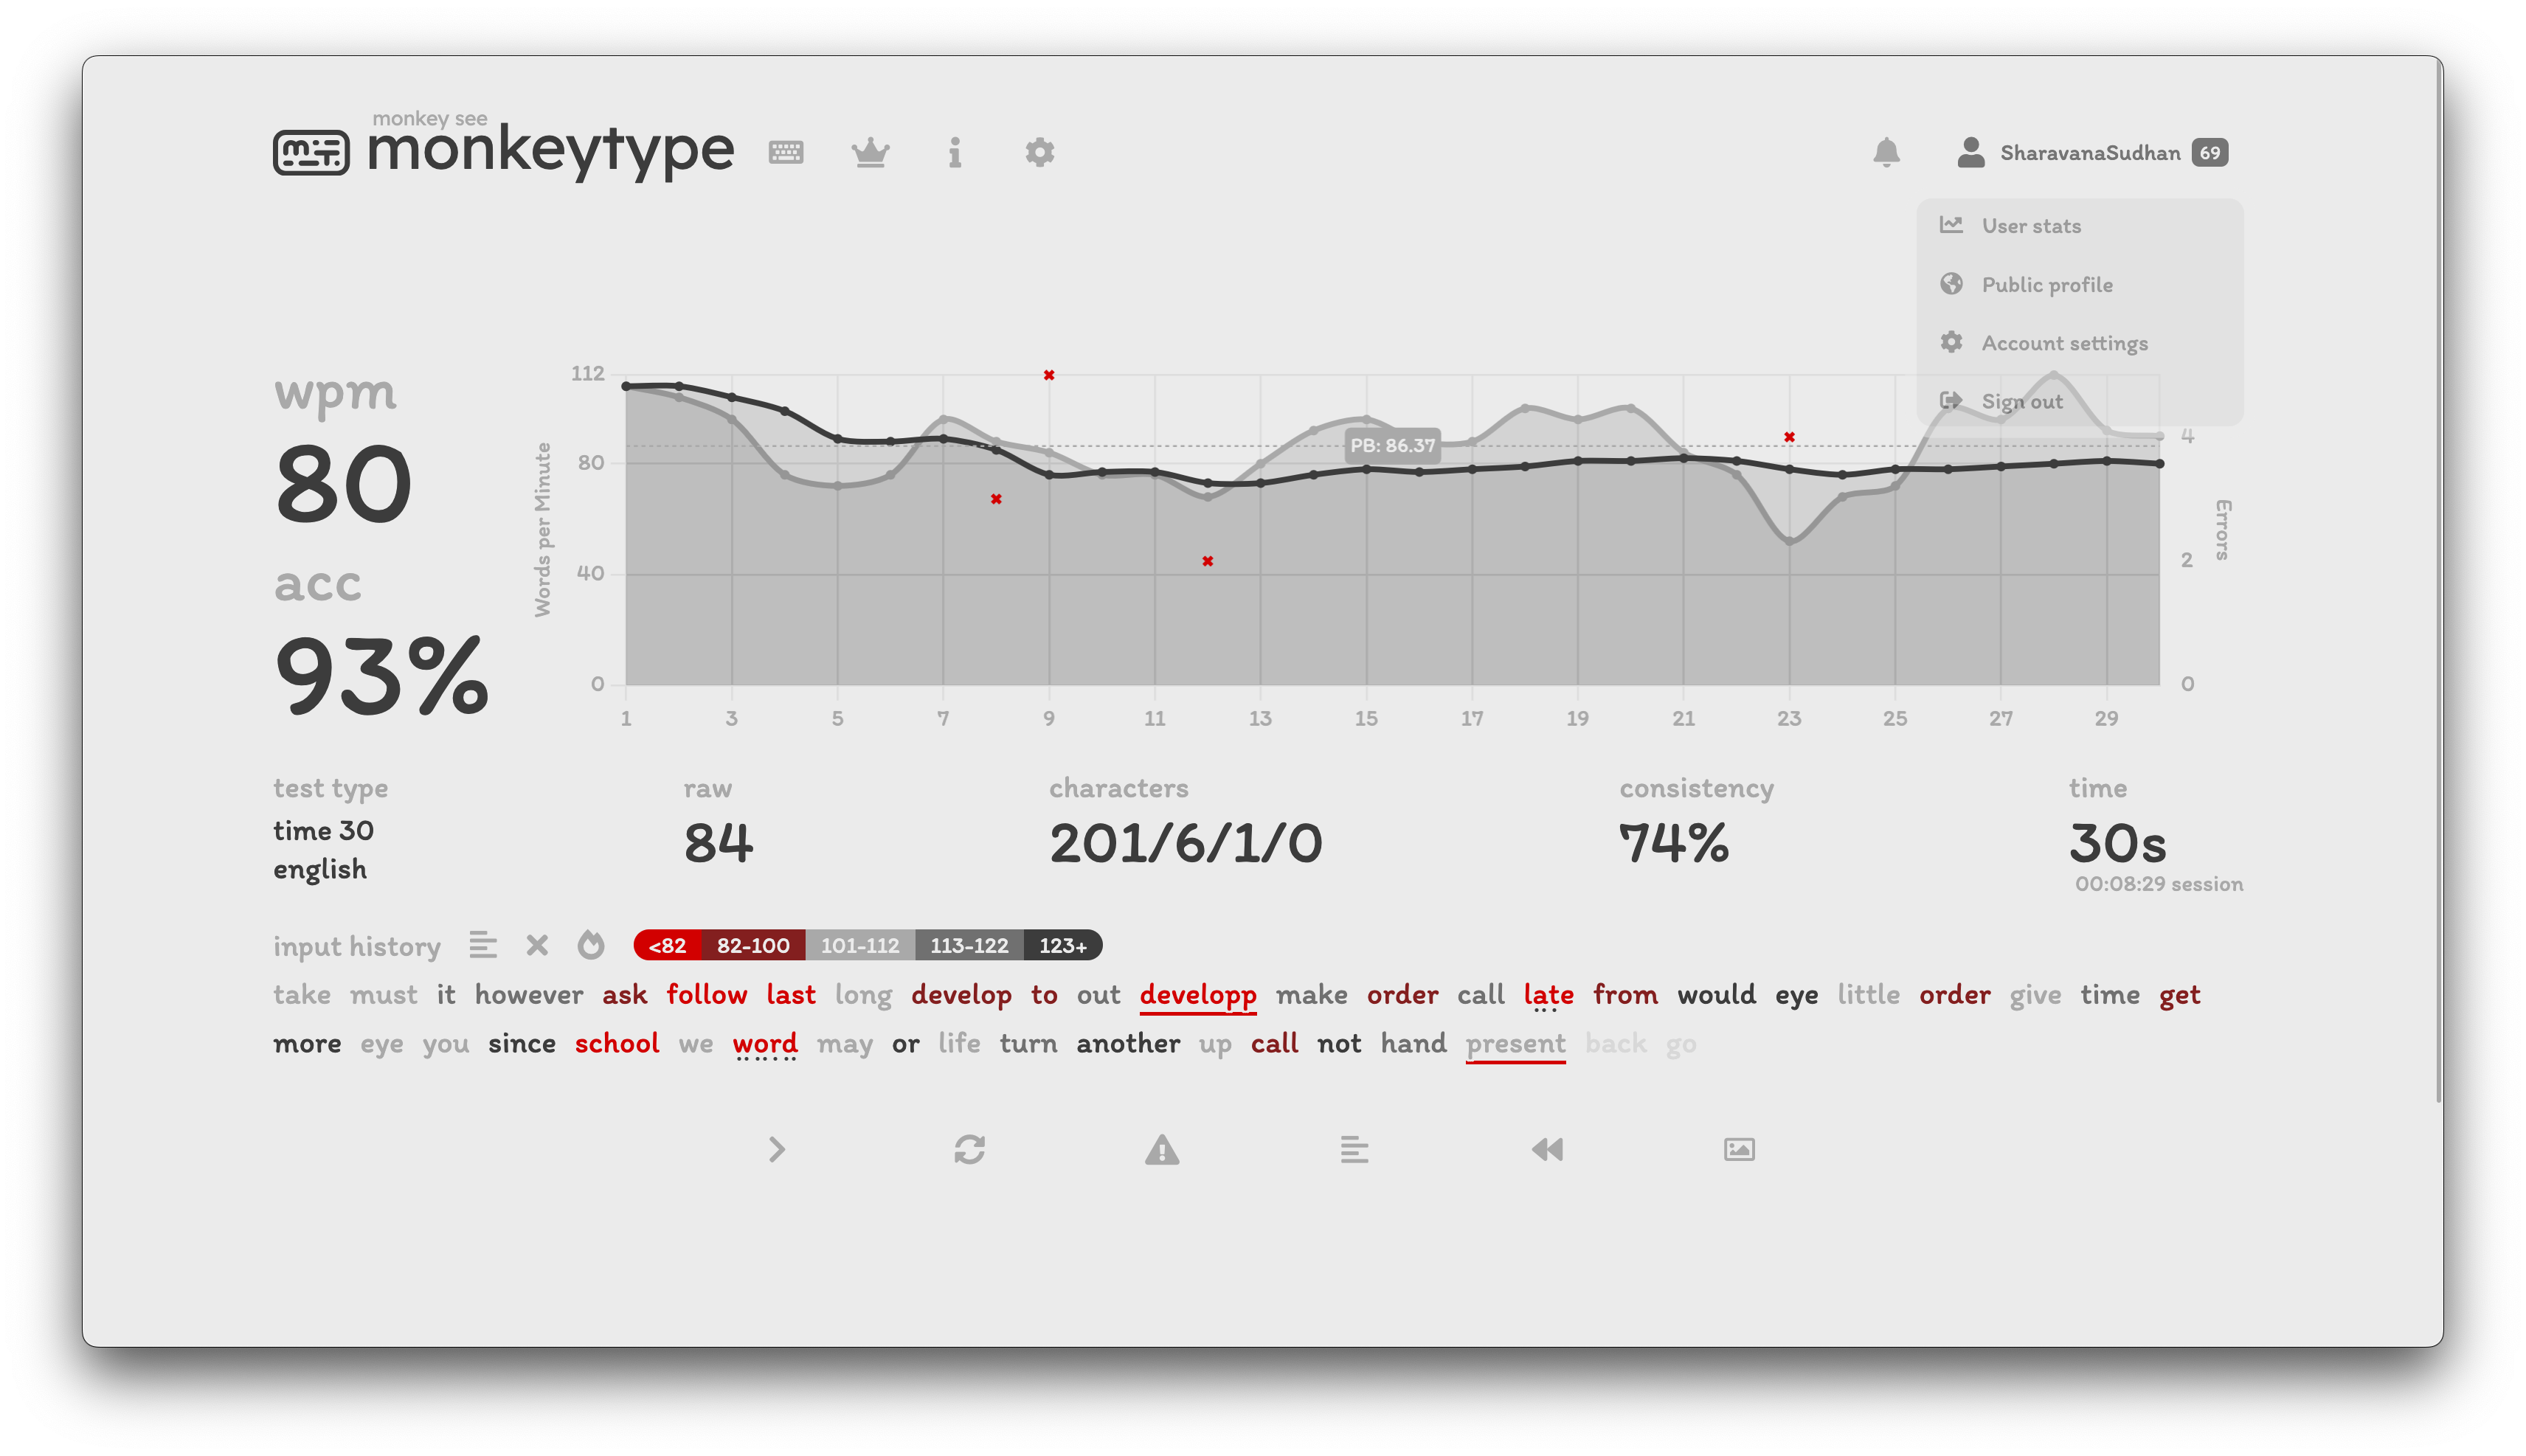 monkey see
monkeytype
SharavanaSudhan 69
User stats
Public profile
Account settings
Sign out
wpm
80
acc
93%
Words per Minute
112
80
40
0
PB: 86.37
4
2
0
Errors
1 3 5 7 9 11 13 15 17 19 21 23 25 27 29
test type
time 30
english
raw
84
characters
201/6/1/0
consistency
74%
time
30s
00:08:29 session
input history <82 82-100 101-112 113-122 123+
take must it however ask follow last long develop to out developp make order call late from would eye little order give time get
more eye you since school we word may or life turn another up call not hand present back go